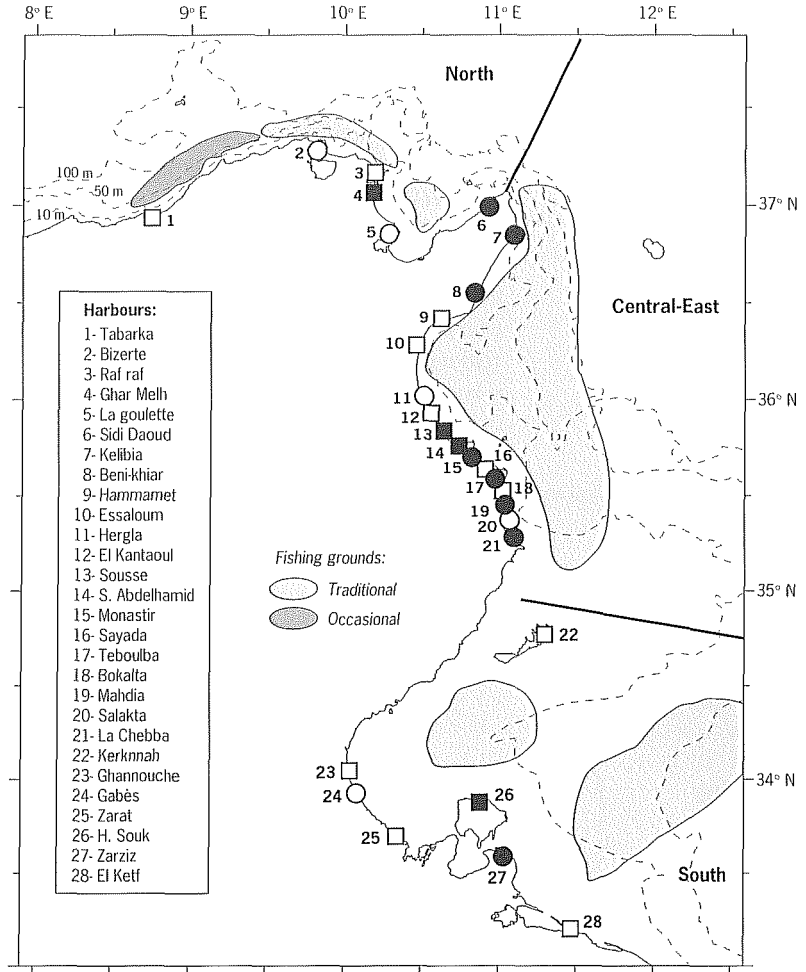 8° E
9° E
10° E
11° E
12° E
North
100 m
50 m
10 m
1
2
3
4
5
6
7
37° N
8
Central-East
9
10
11
36° N
12
13
14
15
16
17
18
19
20
21
Harbours:
1- Tabarka
2- Bizerte
3- Raf raf
4- Ghar Melh
5- La goulette
6- Sidi Daoud
7- Kelibia
8- Beni-khiar
9- Hammamet
10- Essaloum
11- Hergla
12- El Kantaoul
13- Sousse
14- S. Abdelhamid
15- Monastir
16- Sayada
17- Teboulba
18- Bokalta
19- Mahdia
20- Salakta
21- La Chebba
22- Kerknnah
23- Ghannouche
24- Gabès
25- Zarat
26- H. Souk
27- Zarziz
28- El Ketf
Fishing grounds:
Traditional
Occasional
35° N
22
23
24
25
26
34° N
27
28
South